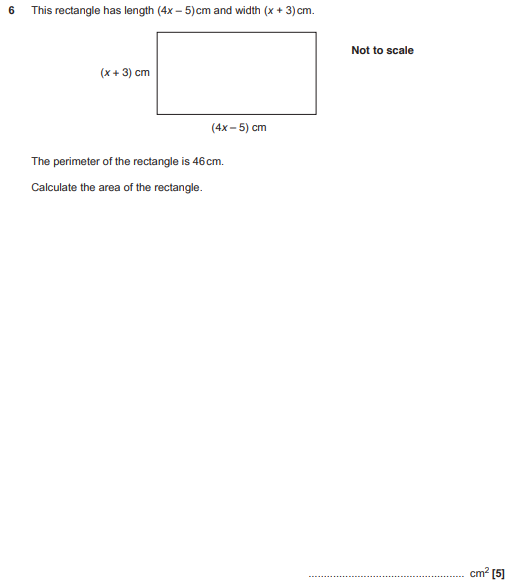 6 This rectangle has length (4x – 5) cm and width (x + 3) cm.
Not to scale
(x + 3) cm
(4x – 5) cm
The perimeter of the rectangle is 46 cm.
Calculate the area of the rectangle.
.................................................... cm² [5]